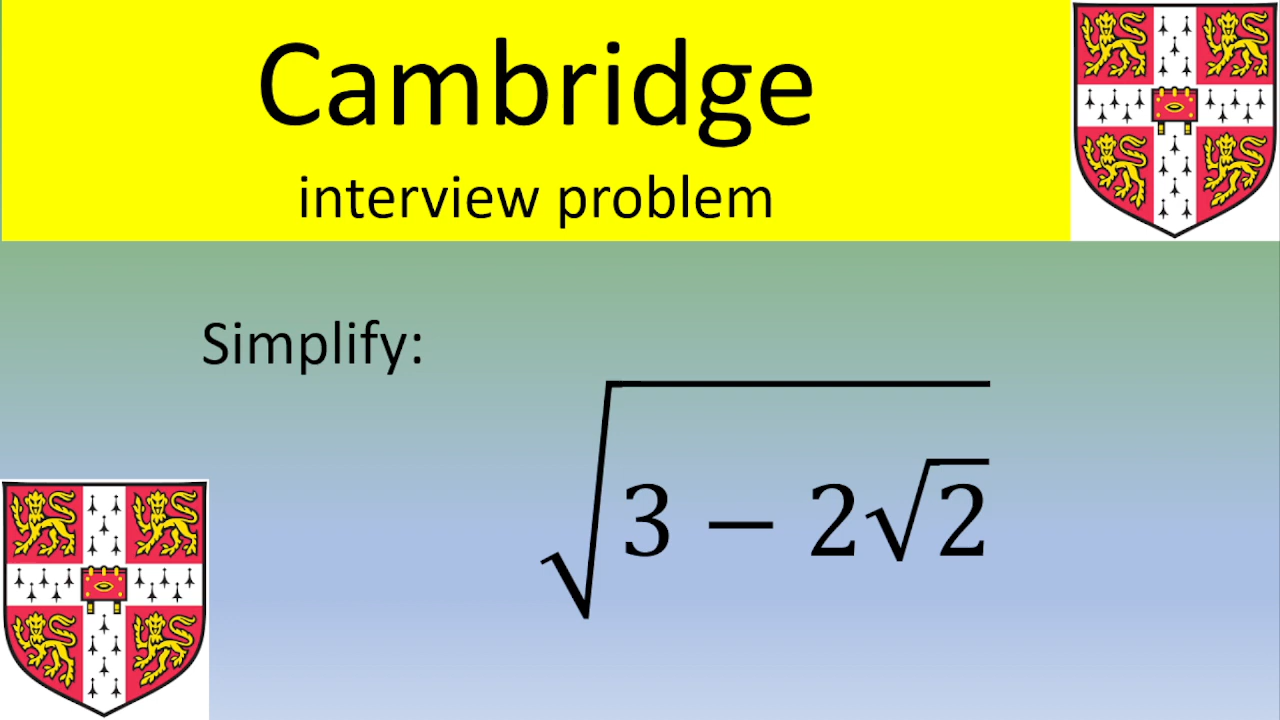 Cambridge
interview problem
Simplify:
√(3 − 2√2)